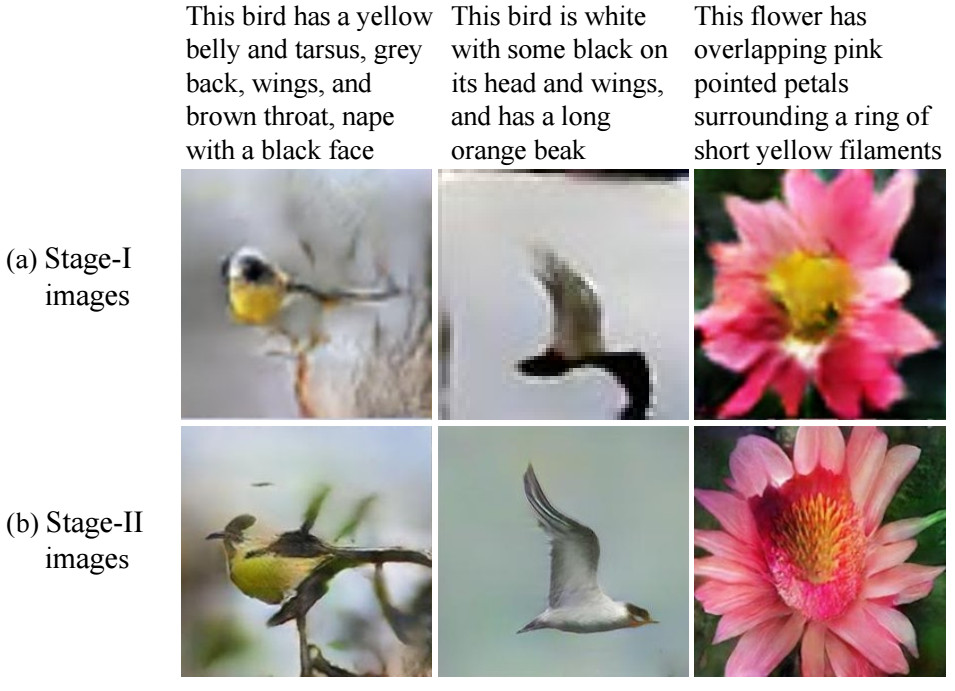 This bird has a yellow
belly and tarsus, grey
back, wings, and
brown throat, nape
with a black face
This bird is white
with some black on
its head and wings,
and has a long
orange beak
This flower has
overlapping pink
pointed petals
surrounding a ring of
short yellow filaments
(a) Stage-I
images
(b) Stage-II
images